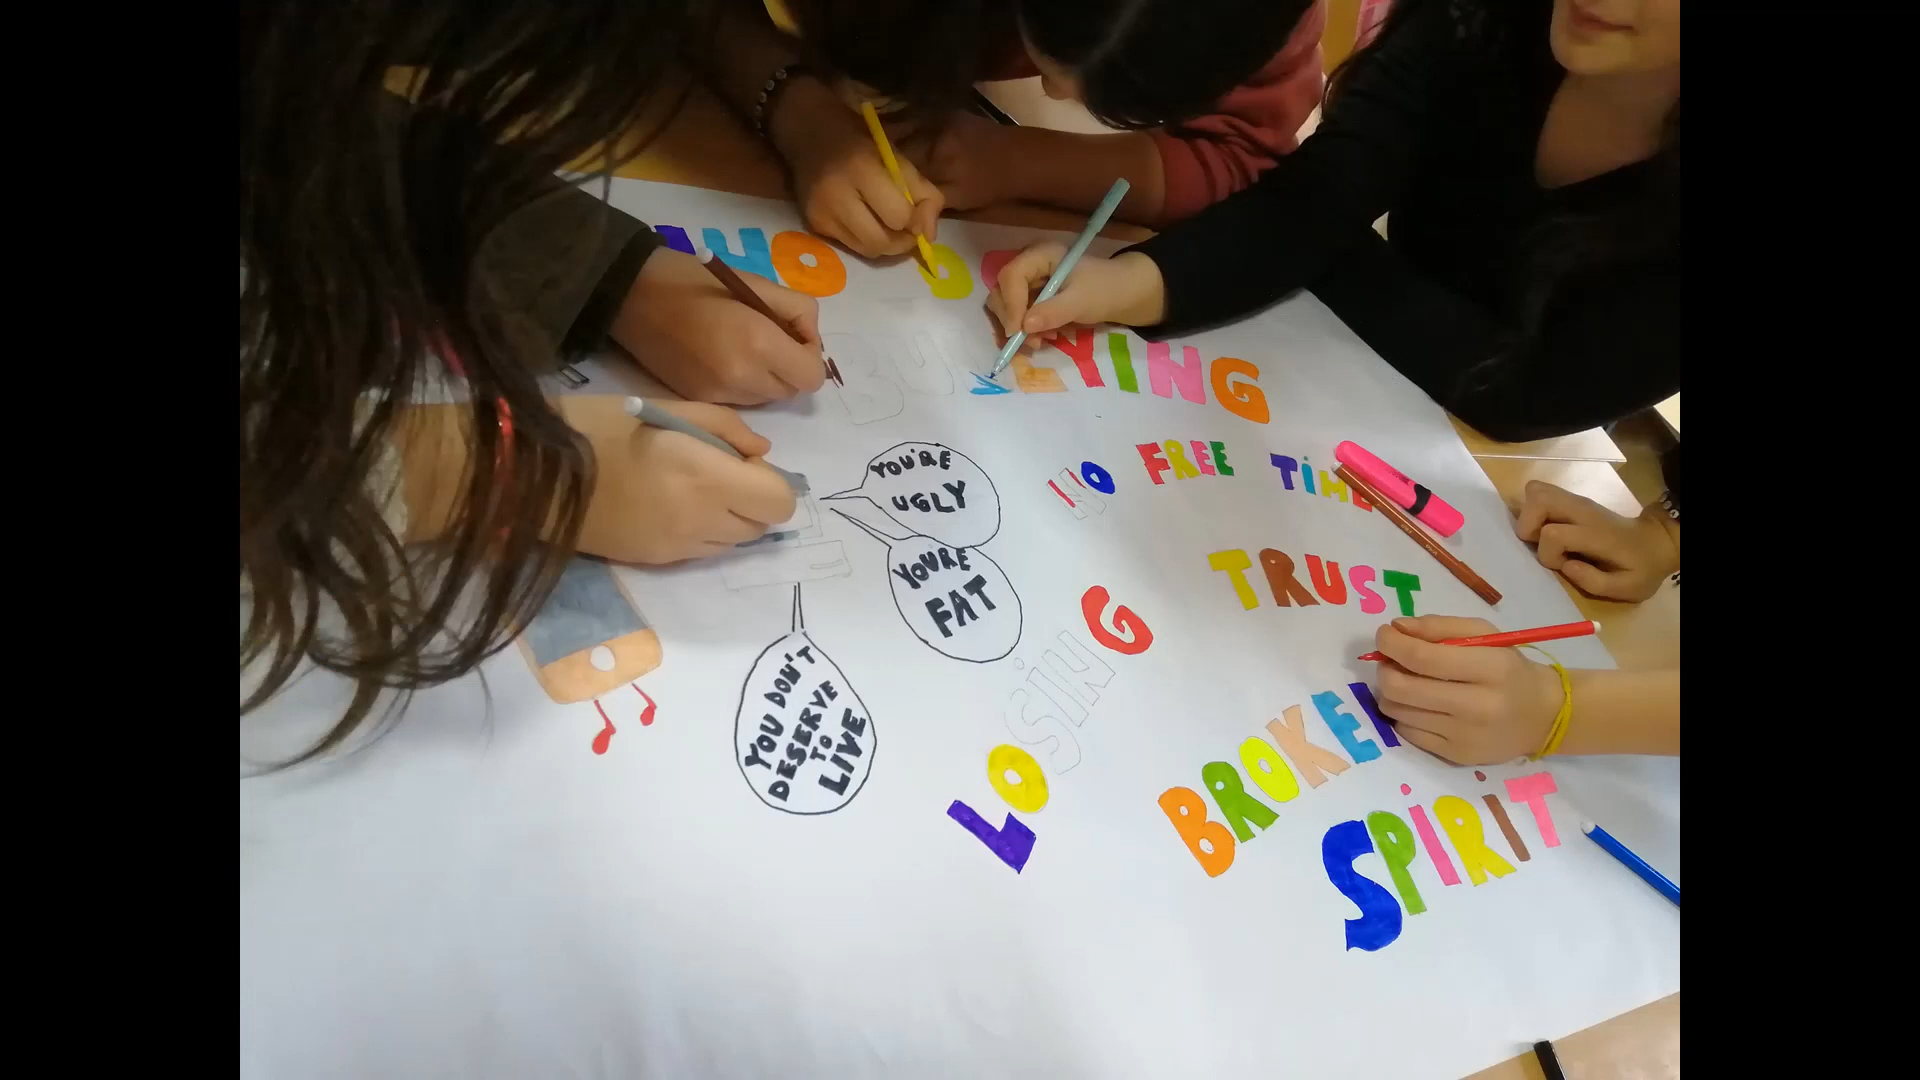 BULLYING
NO FREE TIME
YOU'RE
UGLY
YOU'RE
FAT
TRUST
LOSING
YOU DON'T
DESERVE
TO
LIVE
BROKEN
SPIRIT